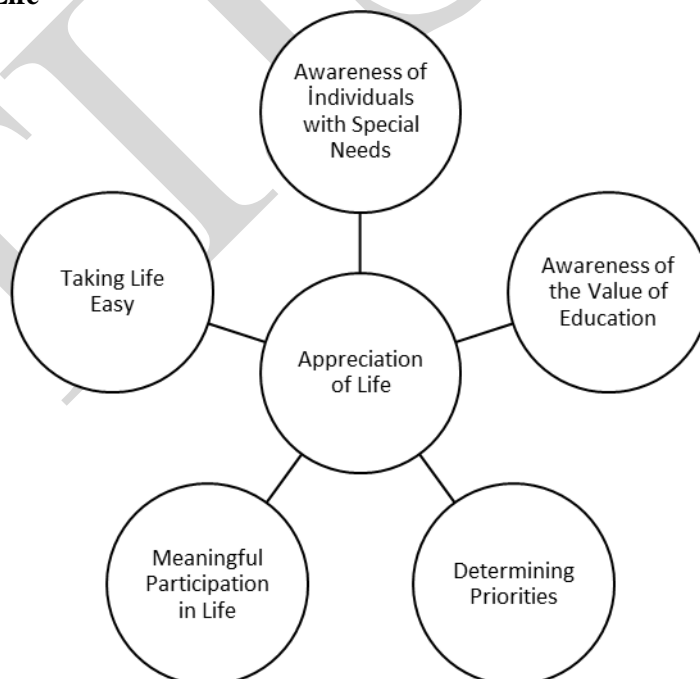 Life
Awareness of
İndividuals
with Special
Needs
Taking Life
Easy
Awareness of
the Value of
Education
Appreciation
of Life
Meaningful
Participation
in Life
Determining
Priorities